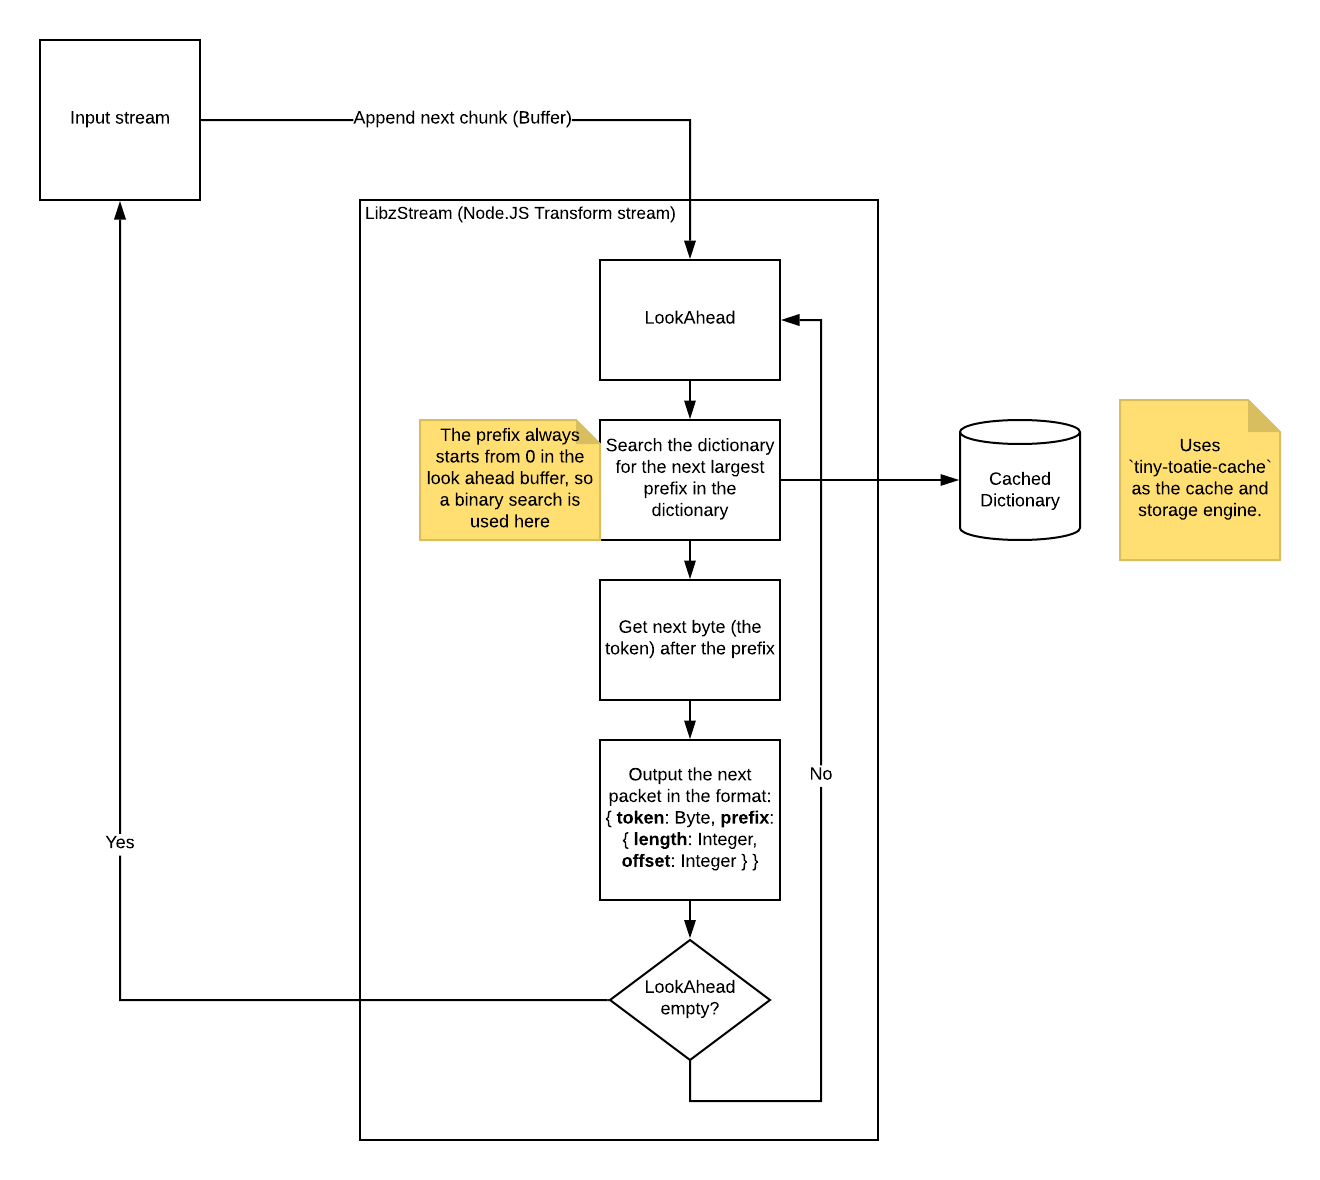 Input stream
Append next chunk (Buffer)
LibzStream (Node.JS Transform stream)
LookAhead
The prefix always
starts from 0 in the
look ahead buffer, so
a binary search is
used here
Search the dictionary
for the next largest
prefix in the
dictionary
Cached
Dictionary
Uses
`tiny-toatie-cache`
as the cache and
storage engine.
Get next byte (the
token) after the prefix
Output the next
packet in the format:
{ token: Byte, prefix:
{ length: Integer,
offset: Integer } }
No
Yes
LookAhead
empty?